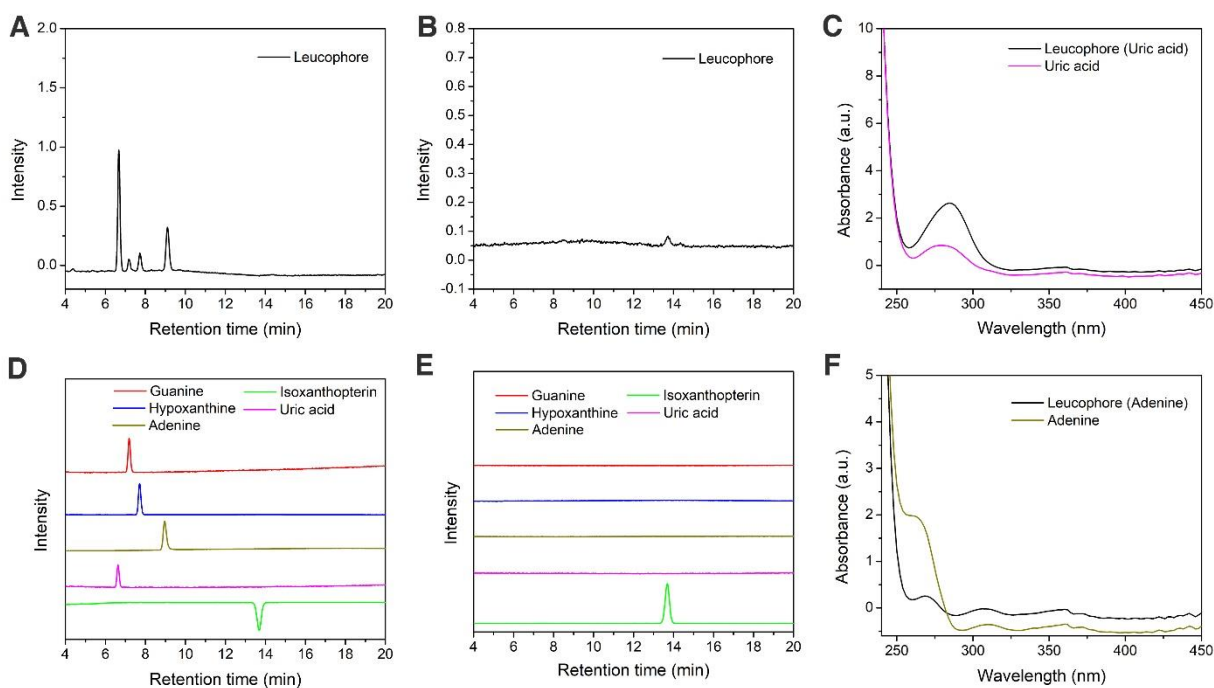 A
2.0
1.5
1.0
0.5
0.0
Intensity
Leucophore
4 6 8 10 12 14 16 18 20
Retention time (min)
B
0.8
0.7
0.6
0.5
0.4
0.3
0.2
0.1
0.0
-0.1
Intensity
Leucophore
4 6 8 10 12 14 16 18 20
Retention time (min)
C
10
8
6
4
2
0
Absorbance (a.u.)
Leucophore (Uric acid)
Uric acid
250 300 350 400 450
Wavelength (nm)
D
Guanine Isoxanthopterin
Hypoxanthine Uric acid
Adenine
Intensity
4 6 8 10 12 14 16 18 20
Retention time (min)
E
Guanine Isoxanthopterin
Hypoxanthine Uric acid
Adenine
Intensity
4 6 8 10 12 14 16 18 20
Retention time (min)
F
5
4
3
2
1
0
Absorbance (a.u.)
Leucophore (Adenine)
Adenine
250 300 350 400 450
Wavelength (nm)